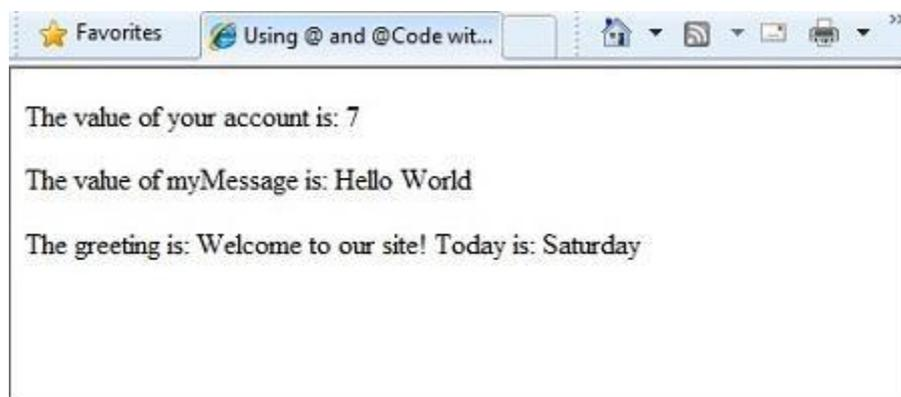 Favorites
Using @ and @Code wit...
The value of your account is: 7
The value of myMessage is: Hello World
The greeting is: Welcome to our site! Today is: Saturday